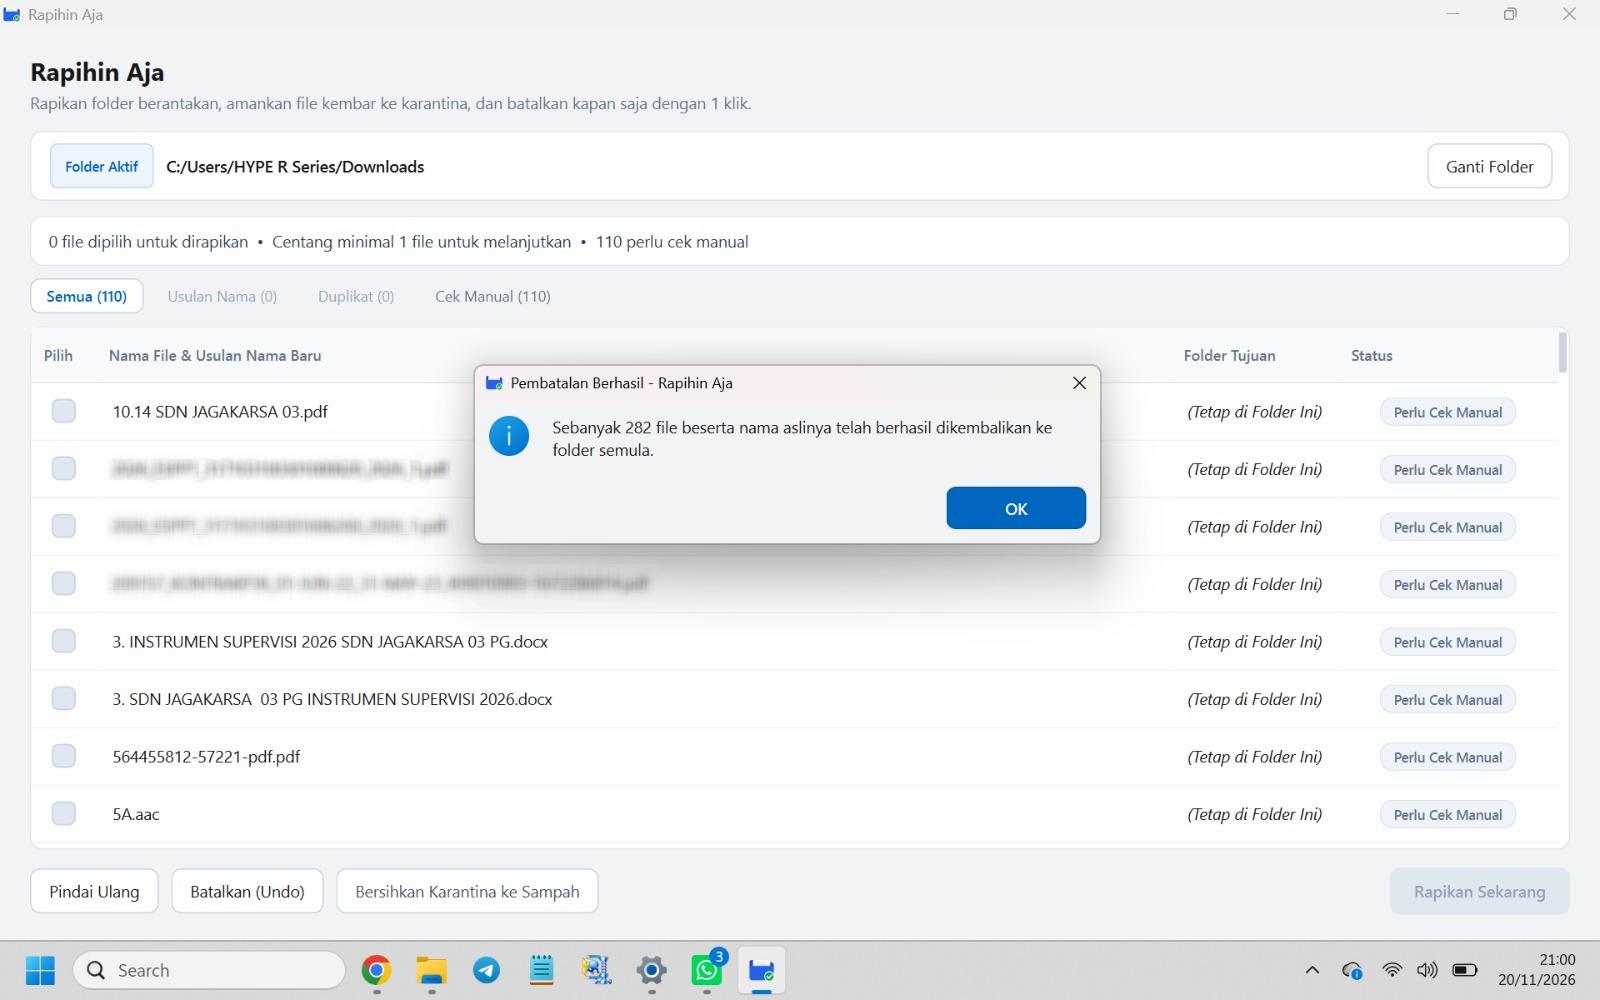 Rapihin Aja
Rapihin Aja
Rapikan folder berantakan, amankan file kembar ke karantina, dan batalkan kapan saja dengan 1 klik.
Folder Aktif
C:/Users/HYPE R Series/Downloads
Ganti Folder
0 file dipilih untuk dirapikan • Centang minimal 1 file untuk melanjutkan • 110 perlu cek manual
Semua (110)
Usulan Nama (0)
Duplikat (0)
Cek Manual (110)
Pilih
Nama File & Usulan Nama Baru
Folder Tujuan
Status
Pembatalan Berhasil - Rapihin Aja
Sebanyak 282 file beserta nama aslinya telah berhasil dikembalikan ke
folder semula.
OK
10.14 SDN JAGAKARSA 03.pdf
(Tetap di Folder Ini)
Perlu Cek Manual
(Tetap di Folder Ini)
Perlu Cek Manual
(Tetap di Folder Ini)
Perlu Cek Manual
(Tetap di Folder Ini)
Perlu Cek Manual
3. INSTRUMEN SUPERVISI 2026 SDN JAGAKARSA 03 PG.docx
(Tetap di Folder Ini)
Perlu Cek Manual
3. SDN JAGAKARSA  03 PG INSTRUMEN SUPERVISI 2026.docx
(Tetap di Folder Ini)
Perlu Cek Manual
564455812-57221-pdf.pdf
(Tetap di Folder Ini)
Perlu Cek Manual
5A.aac
(Tetap di Folder Ini)
Perlu Cek Manual
Pindai Ulang
Batalkan (Undo)
Bersihkan Karantina ke Sampah
Rapikan Sekarang
Search
3
21:00
20/11/2026